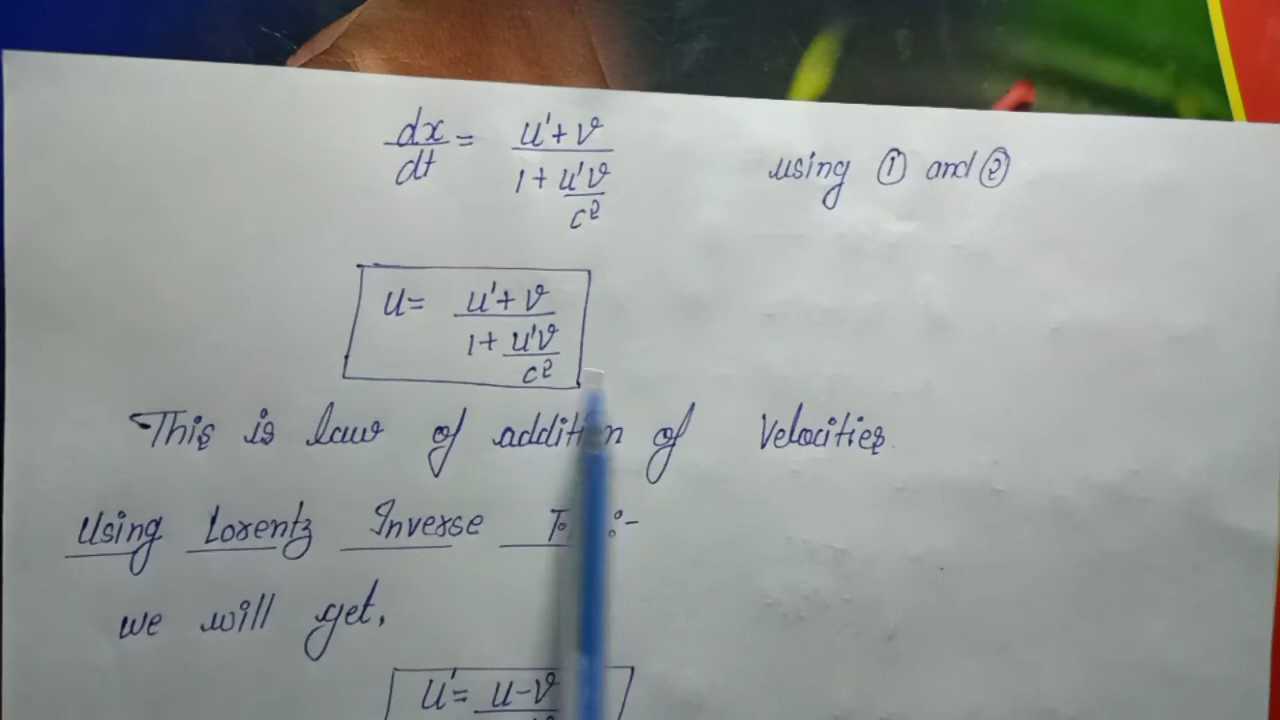 dx/dt = (u'+v)/(1 + u'v/c²) using ① and ②
u = (u'+v)/(1 + u'v/c²)
This is law of addition of Velocities.
Using Lorentz Inverse :-
we will get,
u' = u-v